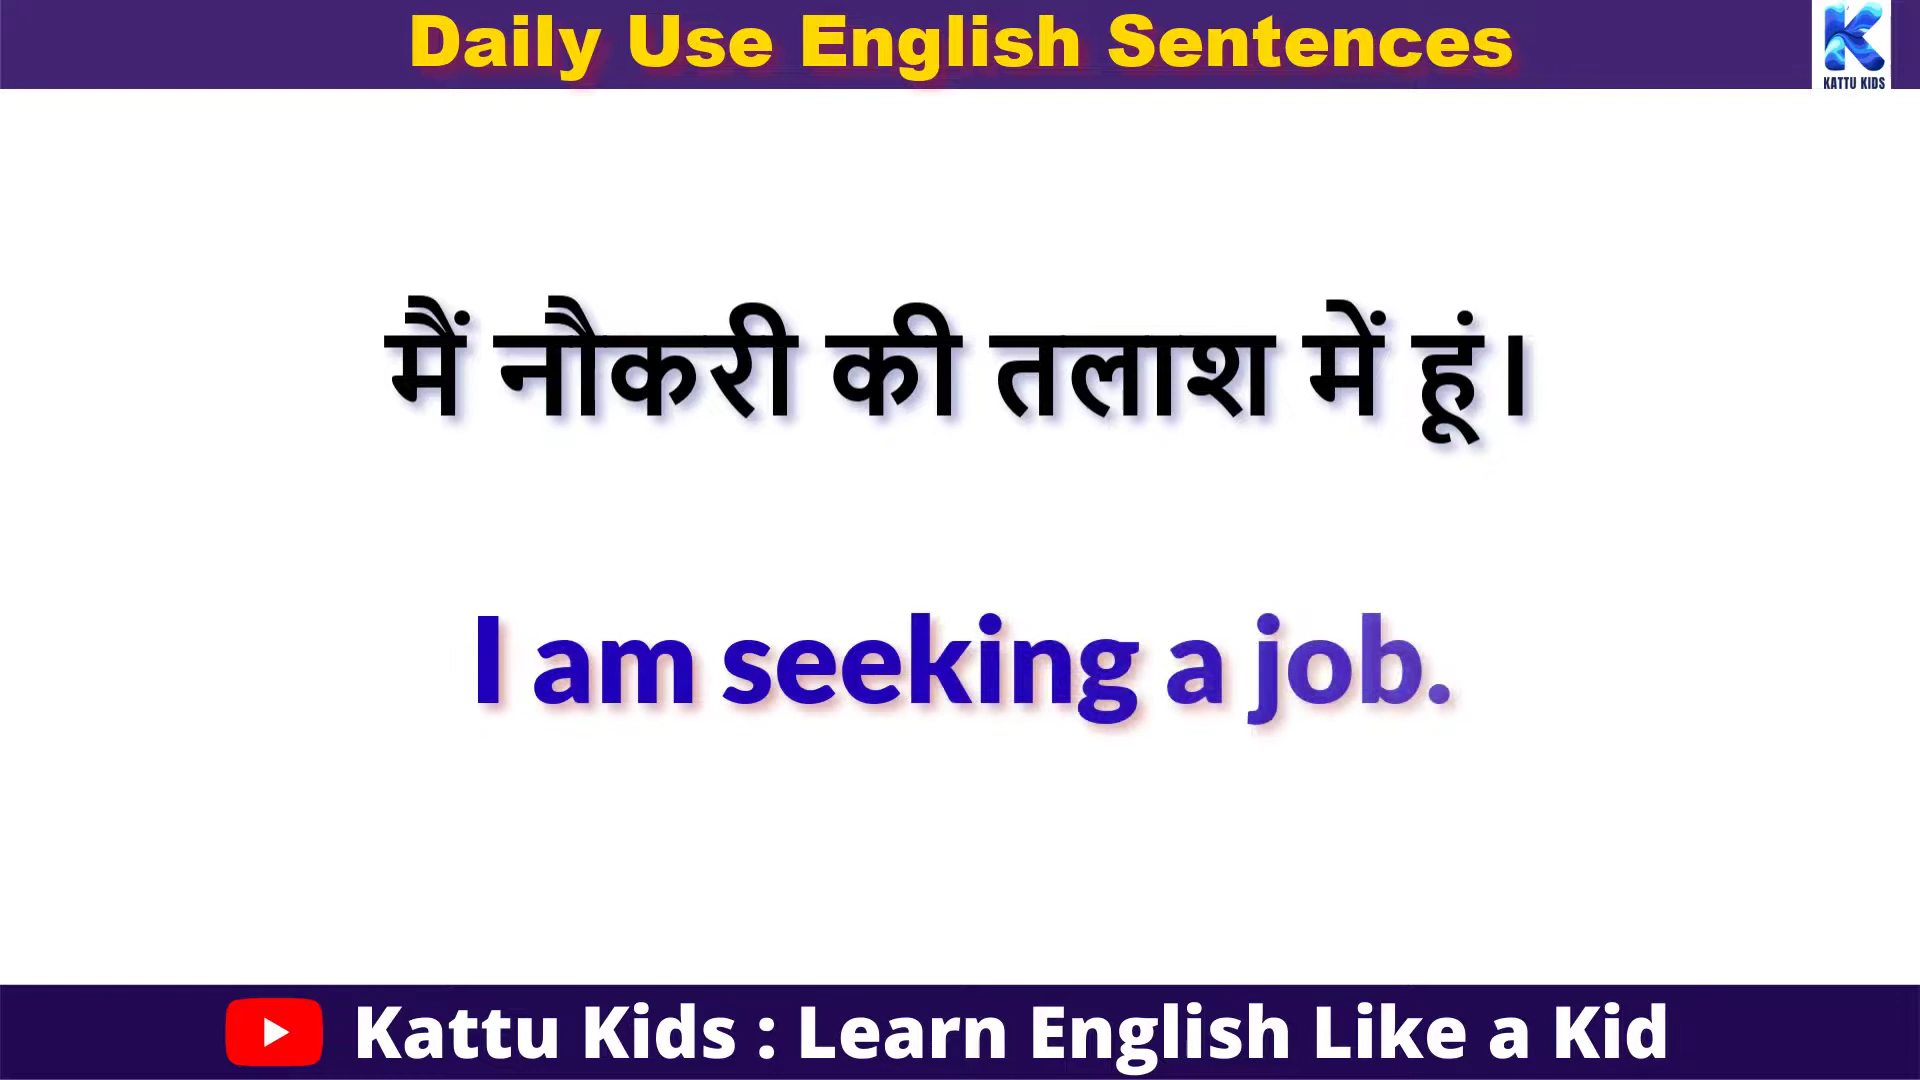 Daily Use English Sentences
KATTU KIDS
मैं नौकरी की तलाश में हूं।
I am seeking a job.
Kattu Kids : Learn English Like a Kid